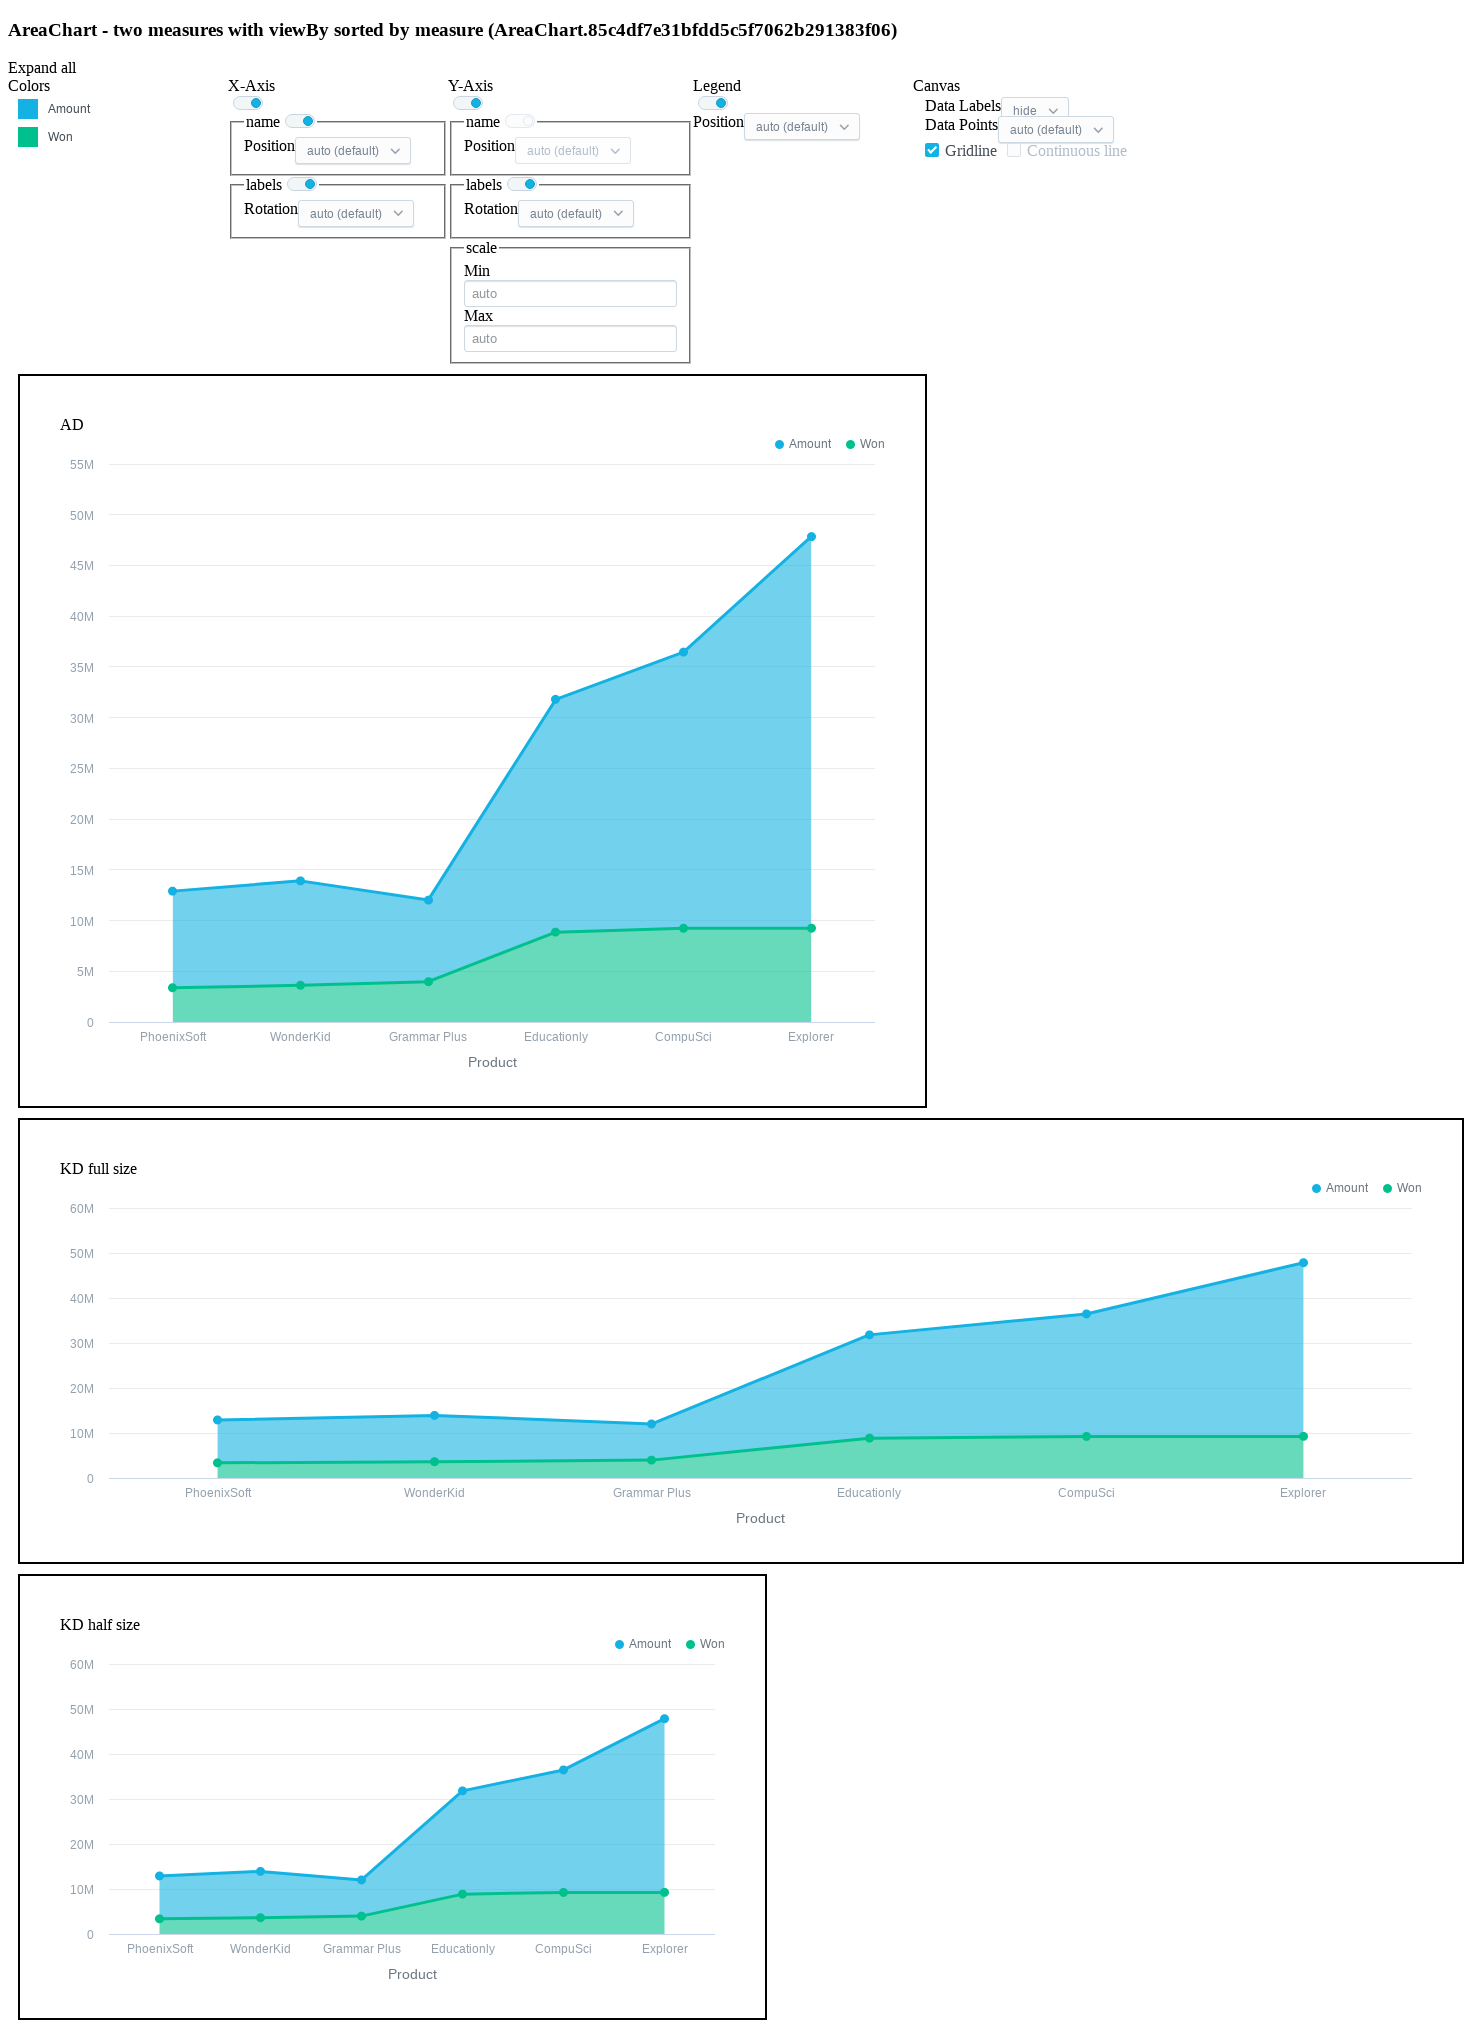 AreaChart - two measures with viewBy sorted by measure (AreaChart.85c4df7e31bfdd5c5f7062b291383f06)
Expand all
Colors
Amount
Won
X-Axis
name
Position auto (default)
labels
Rotation auto (default)
Y-Axis
name
Position auto (default)
labels
Rotation auto (default)
scale
Min
auto
Max
auto
Legend
Position auto (default)
Canvas
Data Labels hide
Data Points auto (default)
Gridline Continuous line
AD
Amount Won
55M
50M
45M
40M
35M
30M
25M
20M
15M
10M
5M
0
PhoenixSoft WonderKid Grammar Plus Educationly CompuSci Explorer
Product
KD full size
Amount Won
60M
50M
40M
30M
20M
10M
0
PhoenixSoft WonderKid Grammar Plus Educationly CompuSci Explorer
Product
KD half size
Amount Won
60M
50M
40M
30M
20M
10M
0
PhoenixSoft WonderKid Grammar Plus Educationly CompuSci Explorer
Product